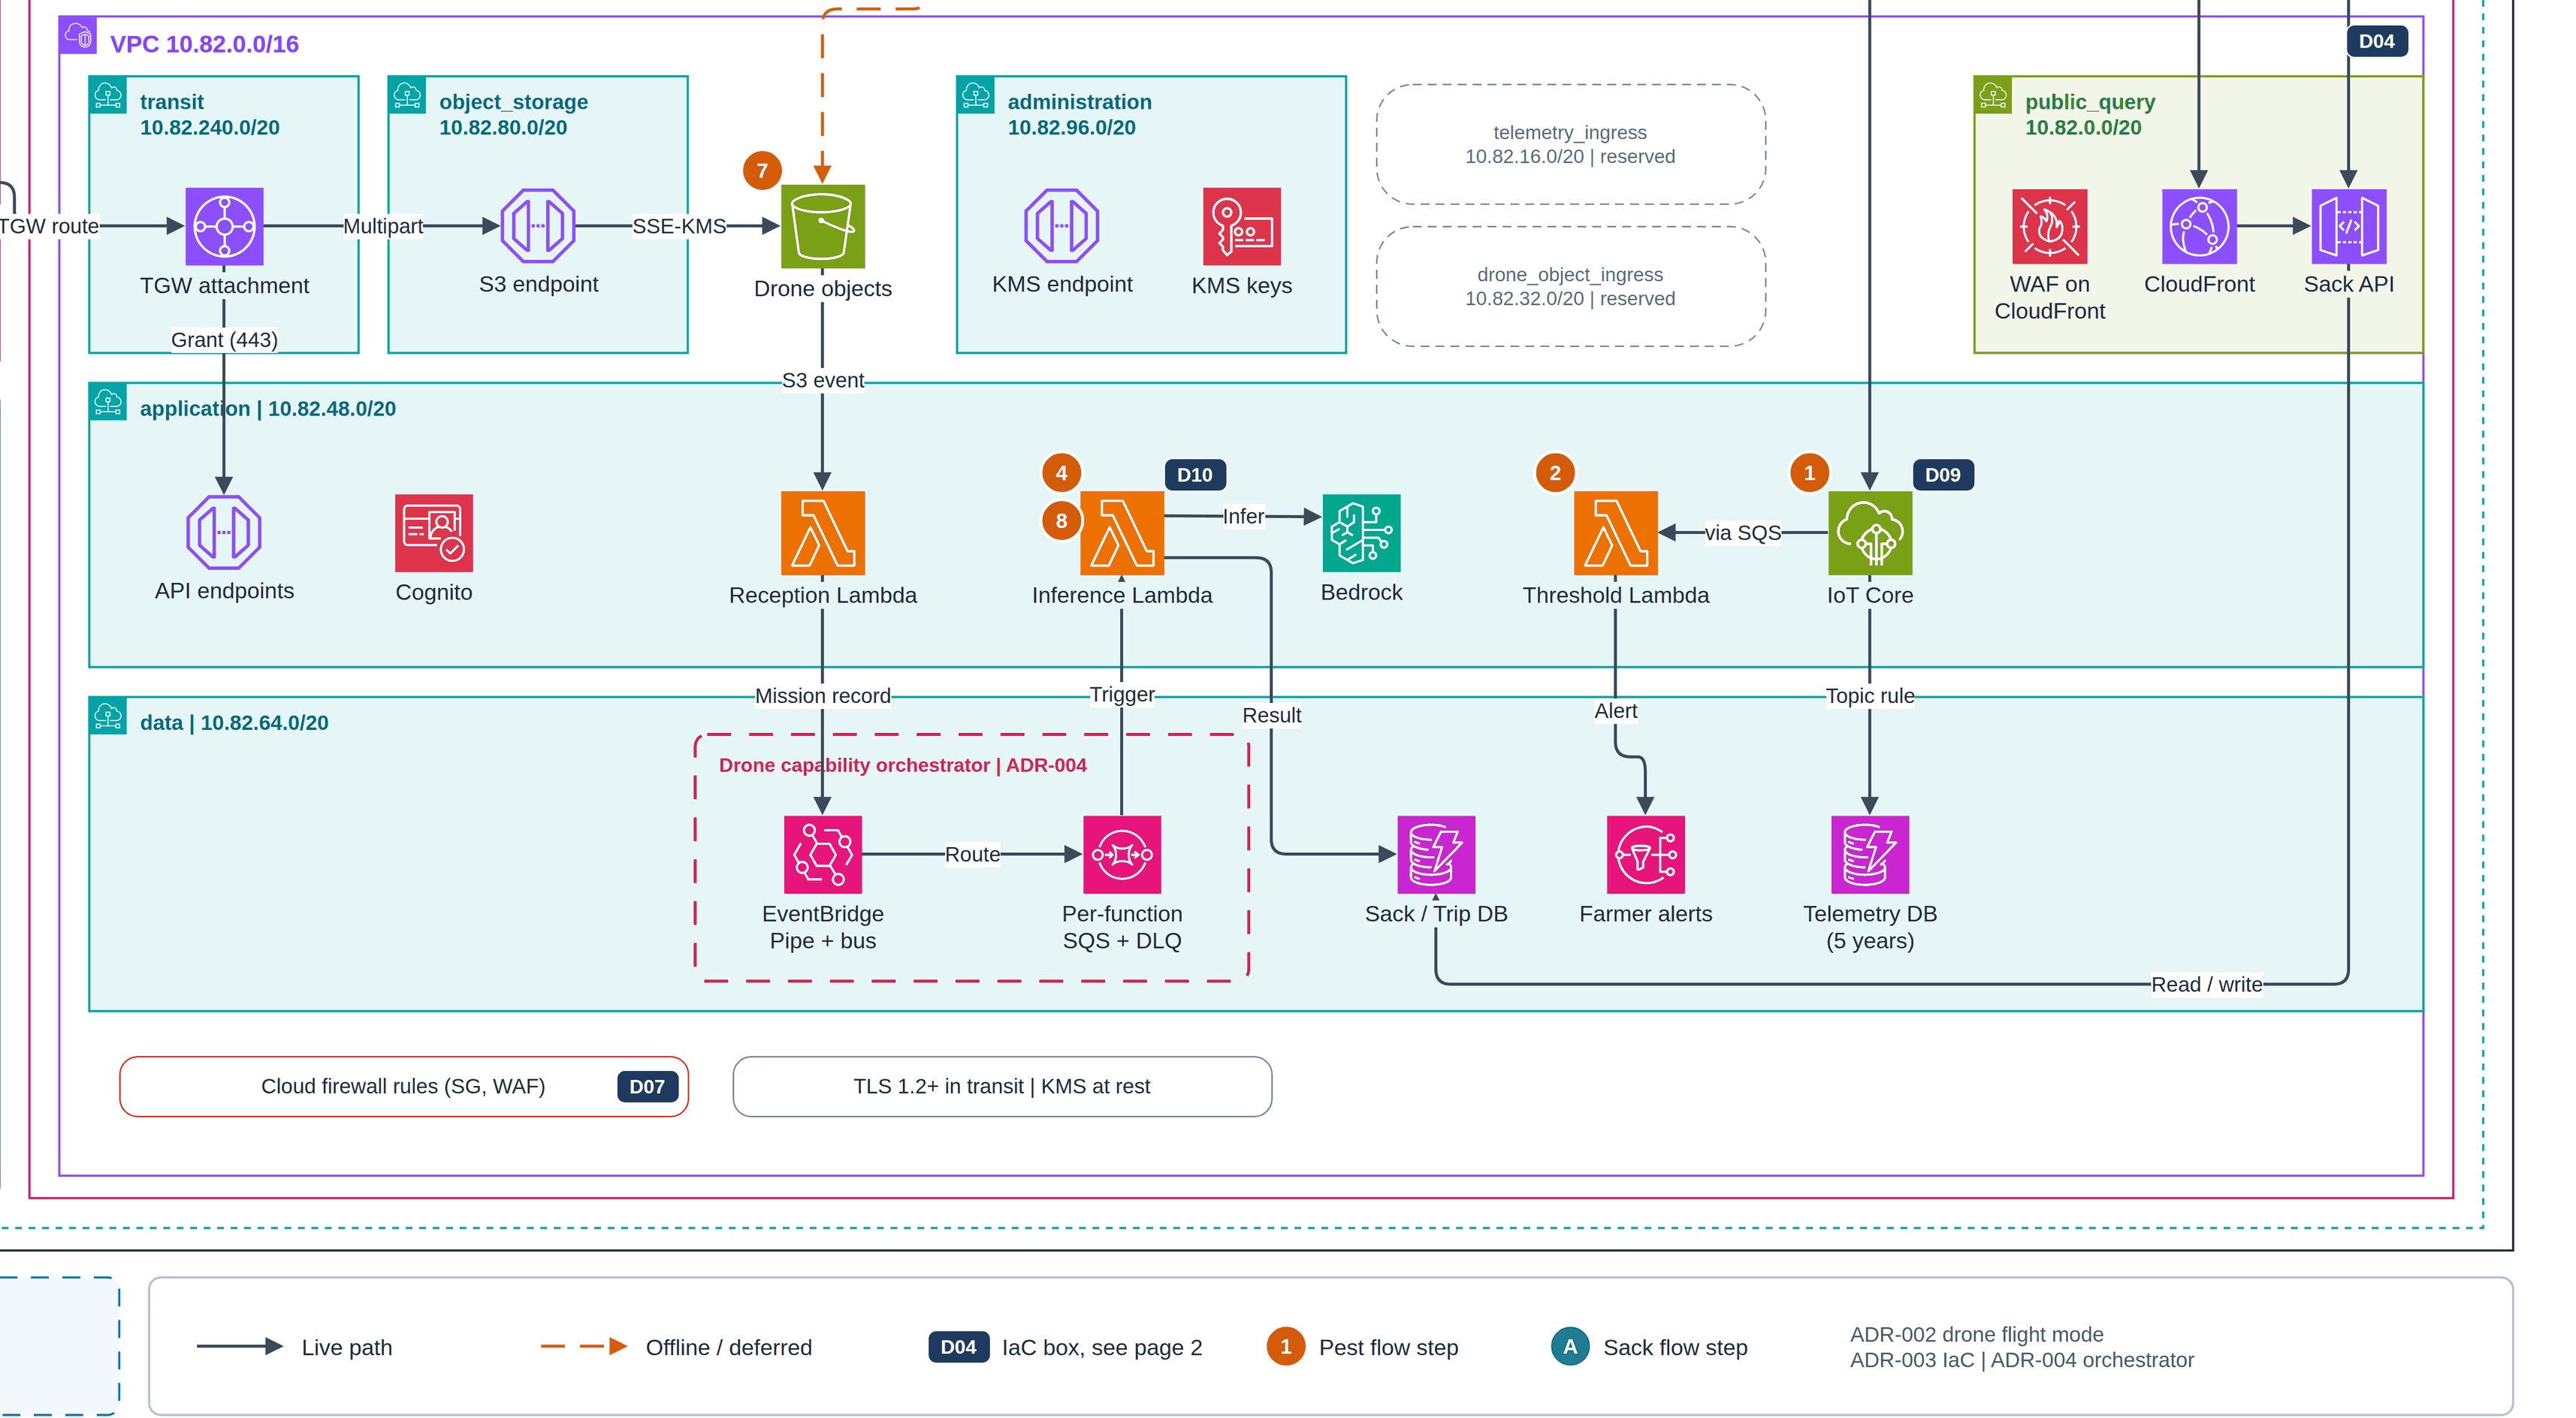 VPC 10.82.0.0/16
D04
transit
10.82.240.0/20
object_storage
10.82.80.0/20
administration
10.82.96.0/20
telemetry_ingress
10.82.16.0/20 | reserved
drone_object_ingress
10.82.32.0/20 | reserved
public_query
10.82.0.0/20
7
TGW route
Multipart
SSE-KMS
TGW attachment
S3 endpoint
Drone objects
KMS endpoint
KMS keys
WAF on
CloudFront
CloudFront
Sack API
Grant (443)
S3 event
application | 10.82.48.0/20
4
D10
8
2
1
D09
Infer
via SQS
API endpoints
Cognito
Reception Lambda
Inference Lambda
Bedrock
Threshold Lambda
IoT Core
Mission record
Trigger
Result
Alert
Topic rule
data | 10.82.64.0/20
Drone capability orchestrator | ADR-004
Route
EventBridge
Pipe + bus
Per-function
SQS + DLQ
Sack / Trip DB
Farmer alerts
Telemetry DB
(5 years)
Read / write
Cloud firewall rules (SG, WAF)
D07
TLS 1.2+ in transit | KMS at rest
Live path
Offline / deferred
D04
IaC box, see page 2
1
Pest flow step
A
Sack flow step
ADR-002 drone flight mode
ADR-003 IaC | ADR-004 orchestrator